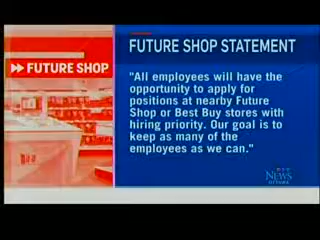 FUTURE SHOP STATEMENT
FUTURE SHOP
"All employees will have the
opportunity to apply for
positions at nearby Future
Shop or Best Buy stores with
hiring priority. Our goal is to
keep as many of the
employees as we can."
CTV
NEWS
OTTAWA